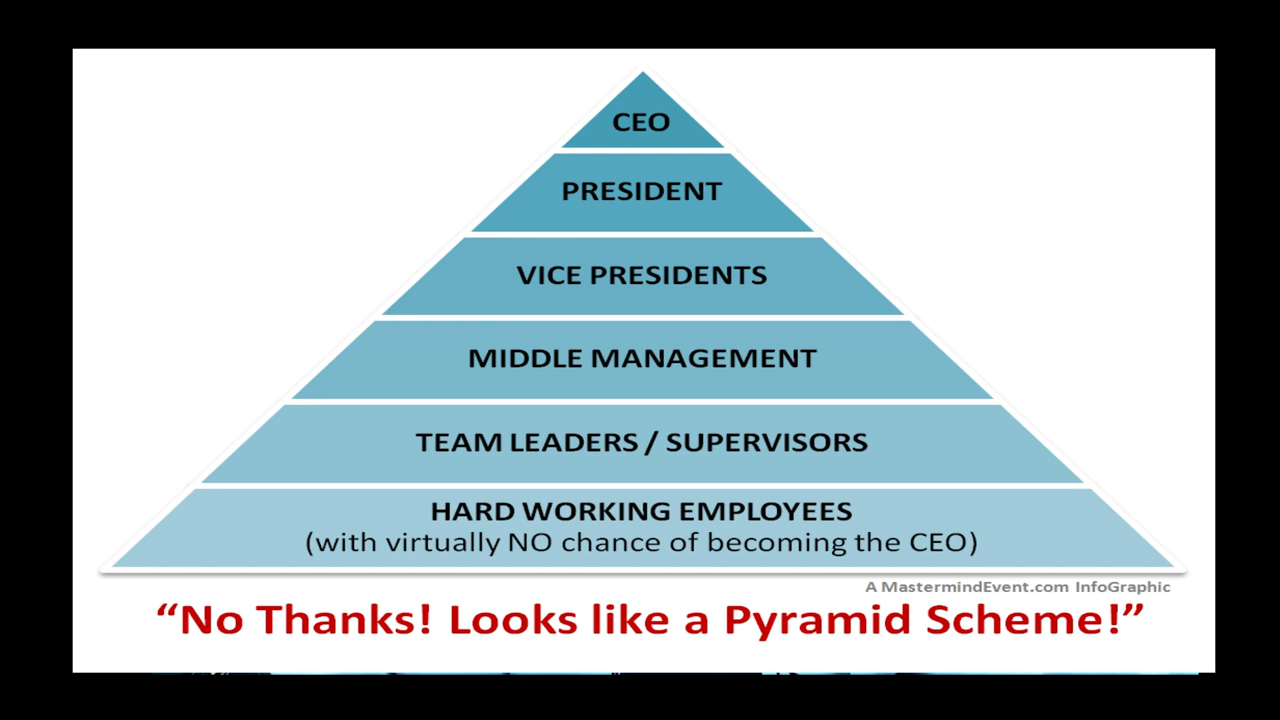 CEO
PRESIDENT
VICE PRESIDENTS
MIDDLE MANAGEMENT
TEAM LEADERS / SUPERVISORS
HARD WORKING EMPLOYEES
(with virtually NO chance of becoming the CEO)
A MastermindEvent.com InfoGraphic
“No Thanks! Looks like a Pyramid Scheme!”